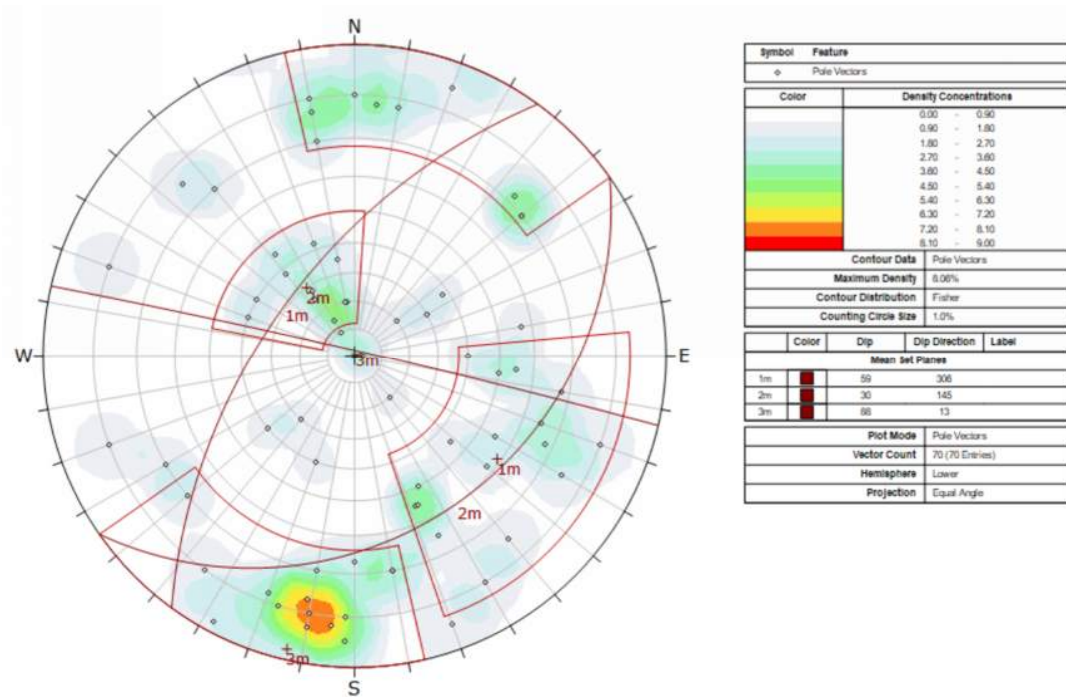 N
W
E
S
1m
2m
3m
1m
2m
3m
Symbol Feature
Pole Vectors
Color Density Concentrations
0.00 - 0.90
0.90 - 1.80
1.80 - 2.70
2.70 - 3.60
3.60 - 4.50
4.50 - 5.40
5.40 - 6.30
6.30 - 7.20
7.20 - 8.10
8.10 - 9.00
Contour Data Pole Vectors
Maximum Density 8.06%
Contour Distribution Fisher
Counting Circle Size 1.0%
Color Dip Dip Direction Label
Mean Set Planes
1m 59 306
2m 30 145
3m 88 13
Plot Mode Pole Vectors
Vector Count 70 (70 Entries)
Hemisphere Lower
Projection Equal Angle